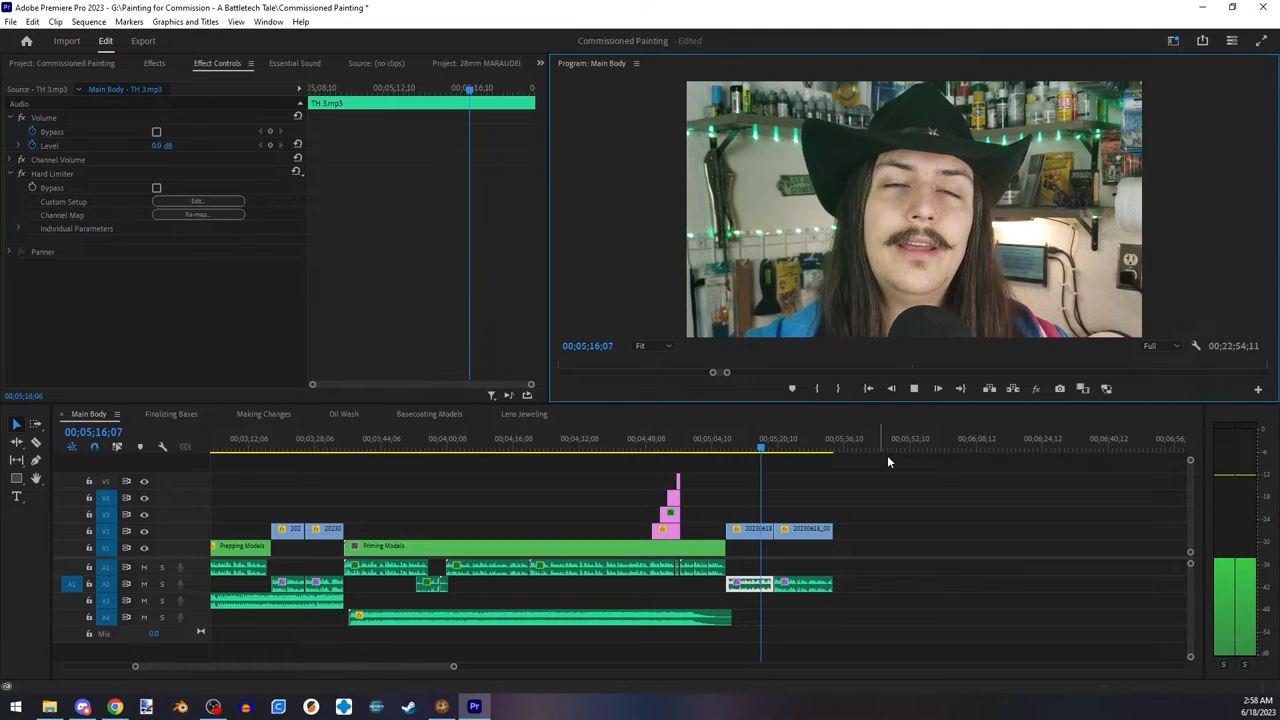 Adobe Premiere Pro 2023 - G:\Painting for Commission - A Battletech Tale\Commissioned Painting *
File Edit Clip Sequence Markers Graphics and Titles View Window Help
Import Edit Export Commissioned Painting - Edited
Project: Commissioned Painting Effects Effect Controls Essential Sound Source: (no clips) Project: 28mm MARAUDE Program: Main Body
Source - TH 3.mp3 Main Body - TH 3.mp3 00;05;12;10
Audio TH 3.mp3
fx Volume
Bypass
Level 0.0 dB
Channel Volume
fx Hard Limiter
Bypass
Custom Setup Edit...
Channel Map Re-map...
Individual Parameters
fx Panner
00;05;16;07 Fit Full 00;22;54;11
00;05;16;06
Main Body Finalizing Bases Making Changes Oil Wash Basecoating Models Lens Jeweling
00;05;16;07 00;03;12;06 00;03;28;06 00;03;44;06 00;04;00;08 00;04;16;08 00;04;32;08 00;04;48;08 00;05;04;10 00;05;20;10 00;05;36;10 00;05;52;10 00;06;08;12 00;06;24;12 00;06;40;12 00;06;56;
V5
V4
V3
V2 202 20230 20230618 20230618_00
V1 Prepping Models Priming Models
A1 M S
A1 A2 M S
A3 M S
A4 M S
Mix 0.0
S S
2:58 AM
6/18/2023